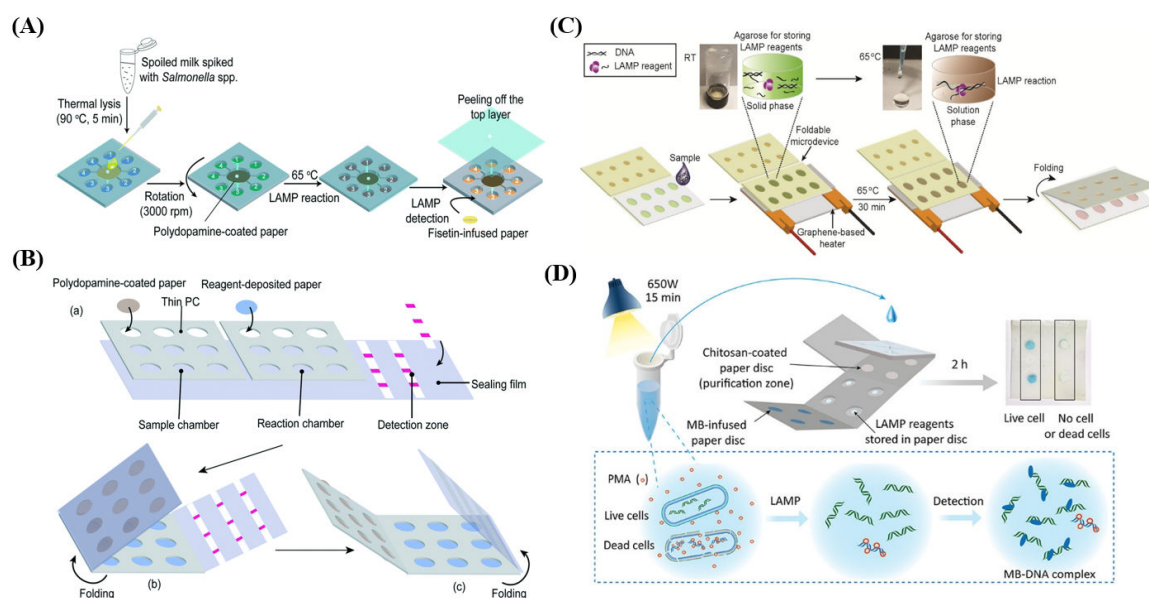 (A)
Spoiled milk spiked
with Salmonella spp.
Thermal lysis
(90 °C, 5 min)
Rotation
(3000 rpm)
Polydopamine-coated paper
65 °C
LAMP reaction
Peeling off the
top layer
LAMP
detection
Fisetin-infused paper
(B)
Polydopamine-coated paper
Reagent-deposited paper
(a)
Thin PC
Sealing film
Sample chamber
Reaction chamber
Detection zone
Folding
(b)
(c)
Folding
(C)
DNA
LAMP reagent
RT
Agarose for storing
LAMP reagents
Solid phase
65°C
Agarose for storing
LAMP reagents
LAMP reaction
Solution
phase
Foldable
microdevice
Sample
65°C
30 min
Graphene-based
heater
Folding
(D)
650W
15 min
Chitosan-coated
paper disc
(purification zone)
MB-infused
paper disc
LAMP reagents
stored in paper disc
2 h
Live cell
No cell
or dead cells
PMA ( )
Live cells
Dead cells
LAMP
Detection
MB-DNA complex